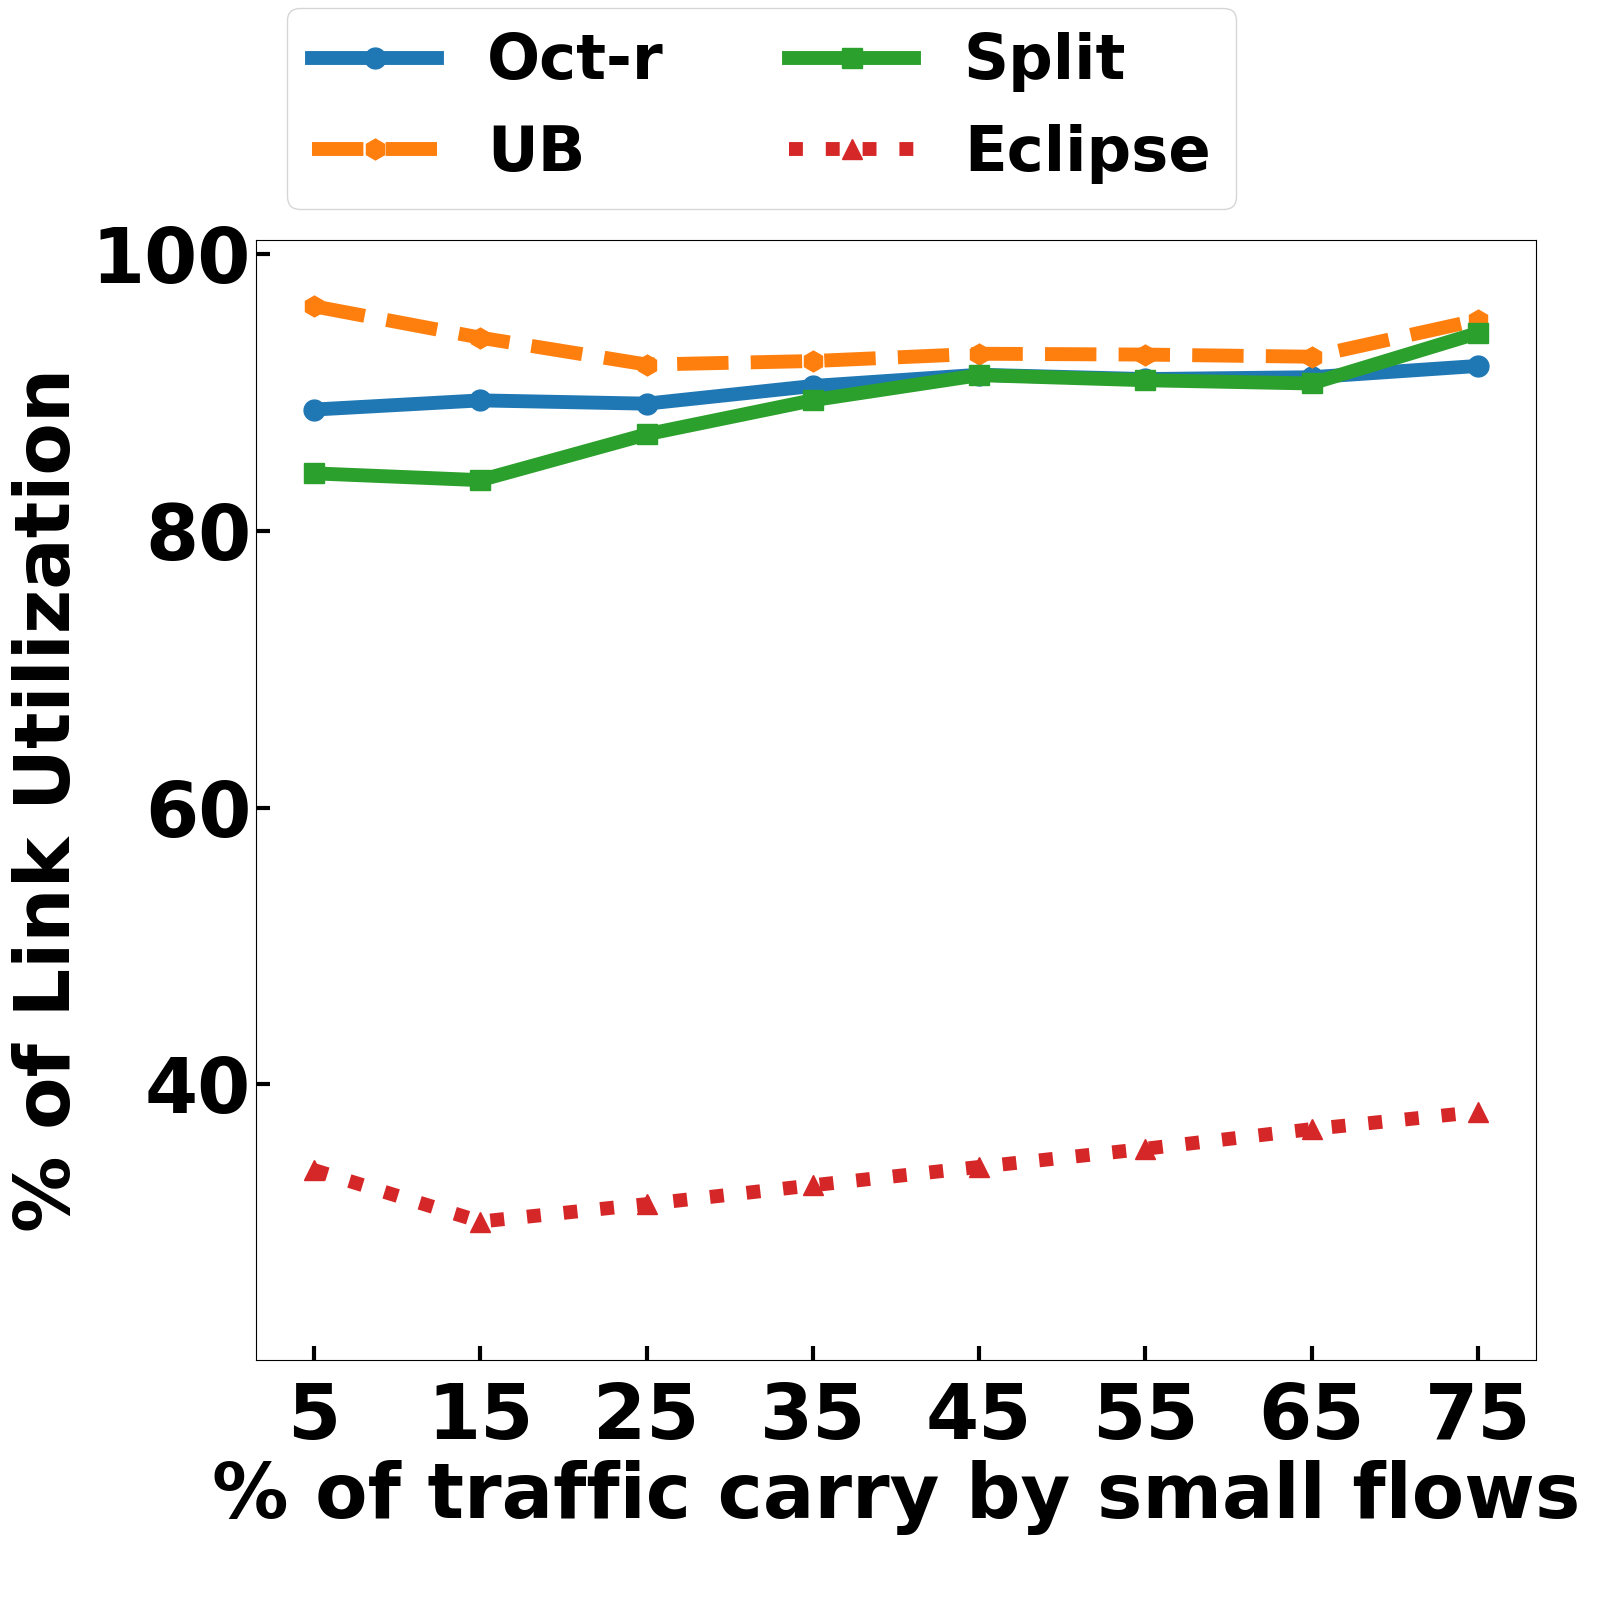 Oct-r
Split
UB
Eclipse
100
80
60
40
% of Link Utilization
5 15 25 35 45 55 65 75
% of traffic carry by small flows